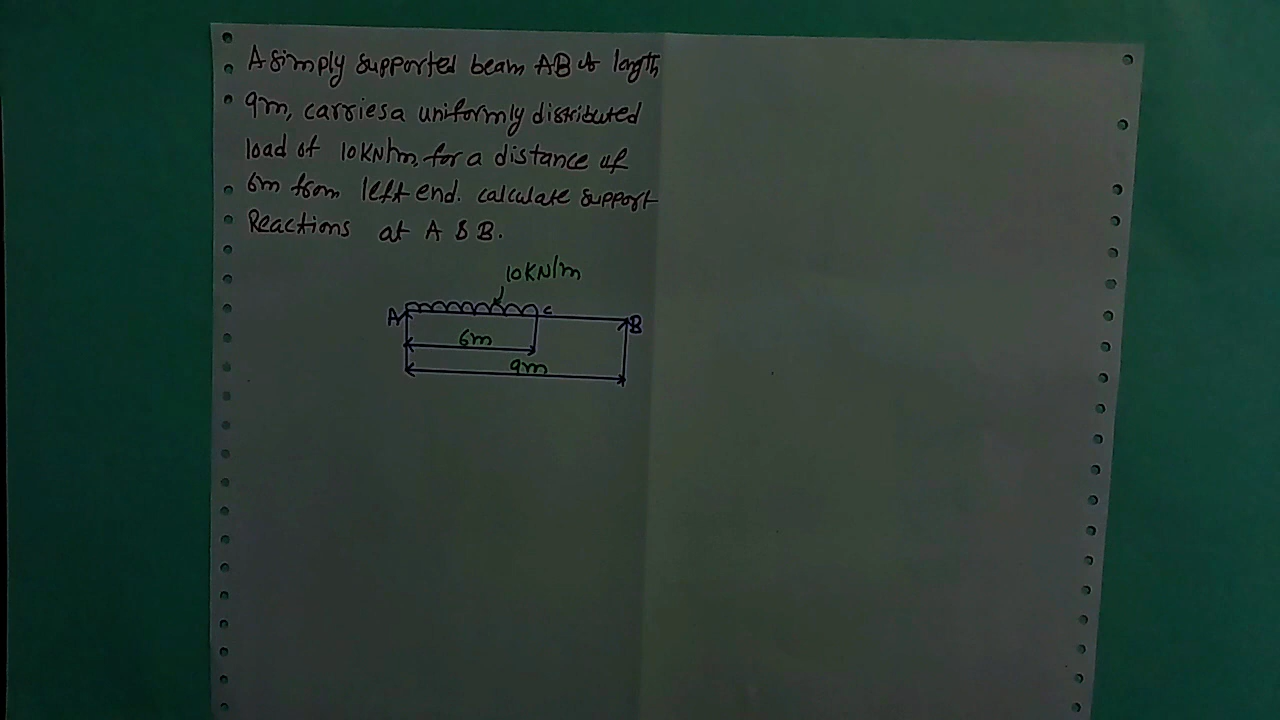 A simply supported beam AB of length
9m, carries a uniformly distributed
load of 10KN/m, for a distance of
6m from left end. calculate support
Reactions at A & B.
10KN/m
A C B
6m
9m